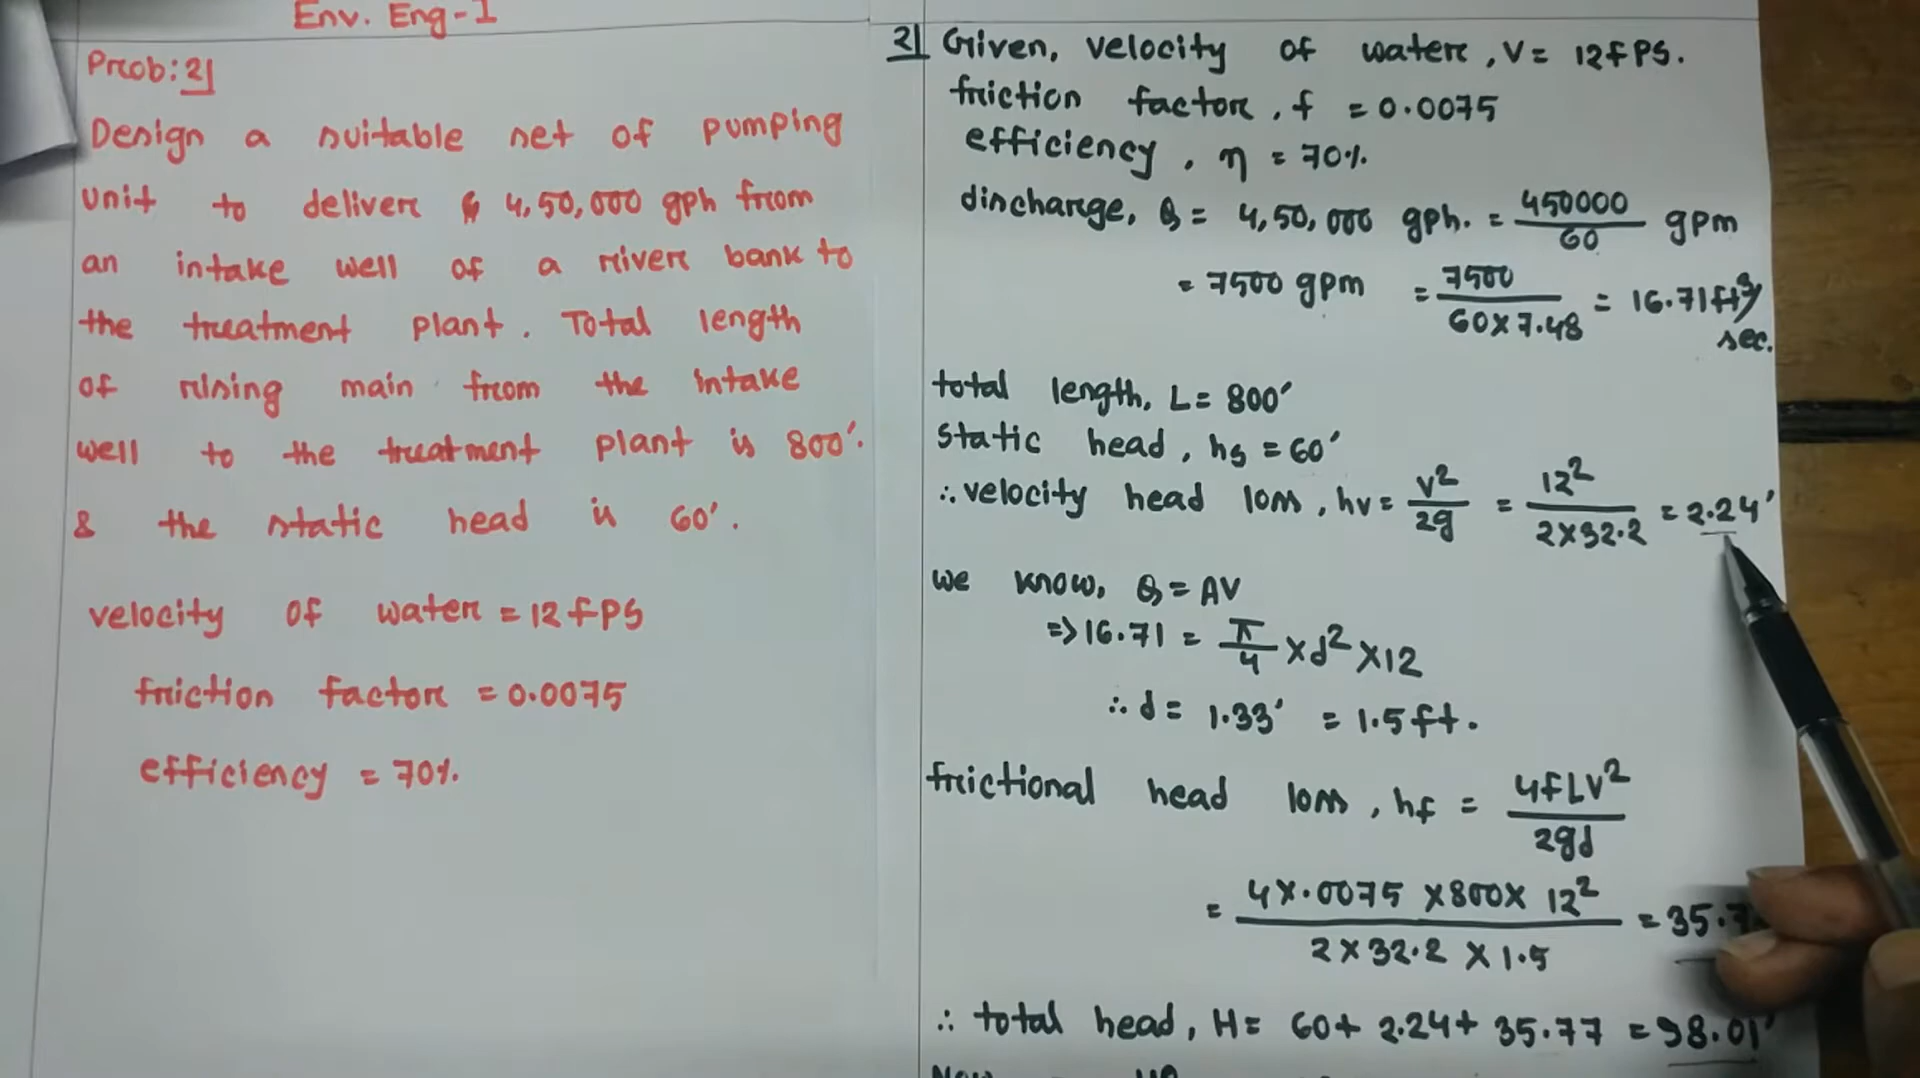 Env. Eng-I
Prob: 21
Design a suitable set of pumping
unit to deliver 4,50,000 gph from
an intake well of a river bank to
the treatment plant. Total length
of rising main from the intake
well to the treatment plant is 800'.
& the static head is 60'.
velocity of water = 12 fPS
friction factor = 0.0075
efficiency = 70%
21 Given, velocity of water, V = 12 fPS.
friction factor, f = 0.0075
efficiency, η = 70%
discharge, Q = 4,50,000 gph. = 450000/60 gpm
= 7500 gpm = 7500/60×7.48 = 16.71 ft³/sec.
total length, L = 800'
static head, hs = 60'
∴ velocity head loss, hv = v²/2g = 12²/2×32.2 = 2.24'
we know, Q = AV
=> 16.71 = π/4 × d² × 12
∴ d = 1.33' = 1.5 ft.
frictional head loss, hf = 4fLV²/2gd
= 4×.0075×800×12²/2×32.2×1.5 = 35.7
∴ total head, H = 60 + 2.24 + 35.77 = 98.01'